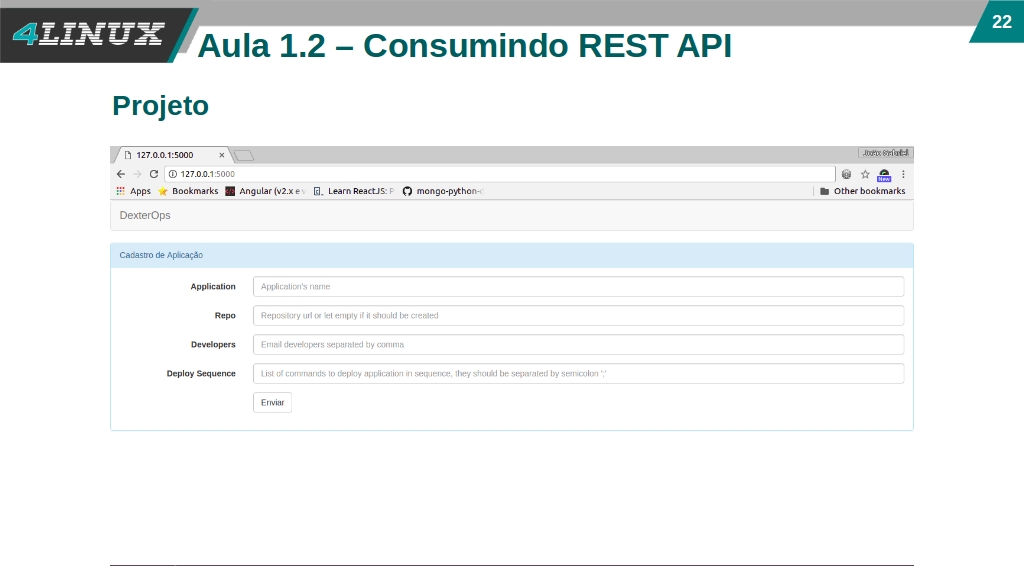 4LINUX
22
Aula 1.2 – Consumindo REST API
Projeto
127.0.0.1:5000
João Gabriel
127.0.0.1:5000
Apps Bookmarks Angular (v2.x e Learn ReactJS: P mongo-python- Other bookmarks
New
DexterOps
Cadastro de Aplicação
Application Application's name
Repo Repository url or let empty if it should be created
Developers Email developers separated by comma
Deploy Sequence List of commands to deploy application in sequence, they should be separated by semicolon ';'
Enviar